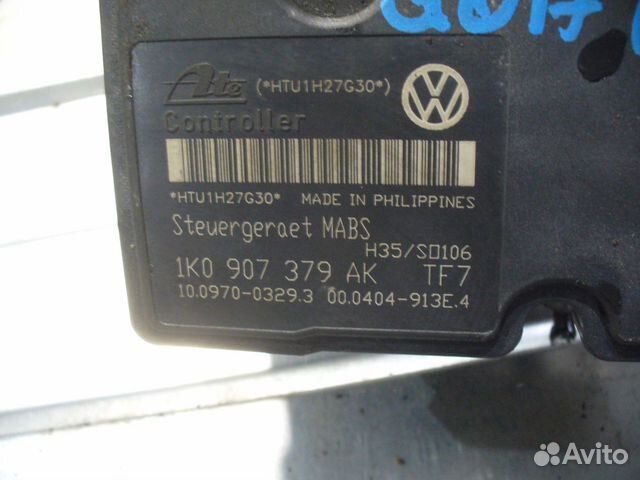 Ate (*HTU1H27G30*)
Controller
*HTU1H27G30* MADE IN PHILIPPINES
Steuergeraet MABS
H35/S0106
1K0 907 379 AK TF7
10.0970-0329.3 00.0404-913E.4
Avito